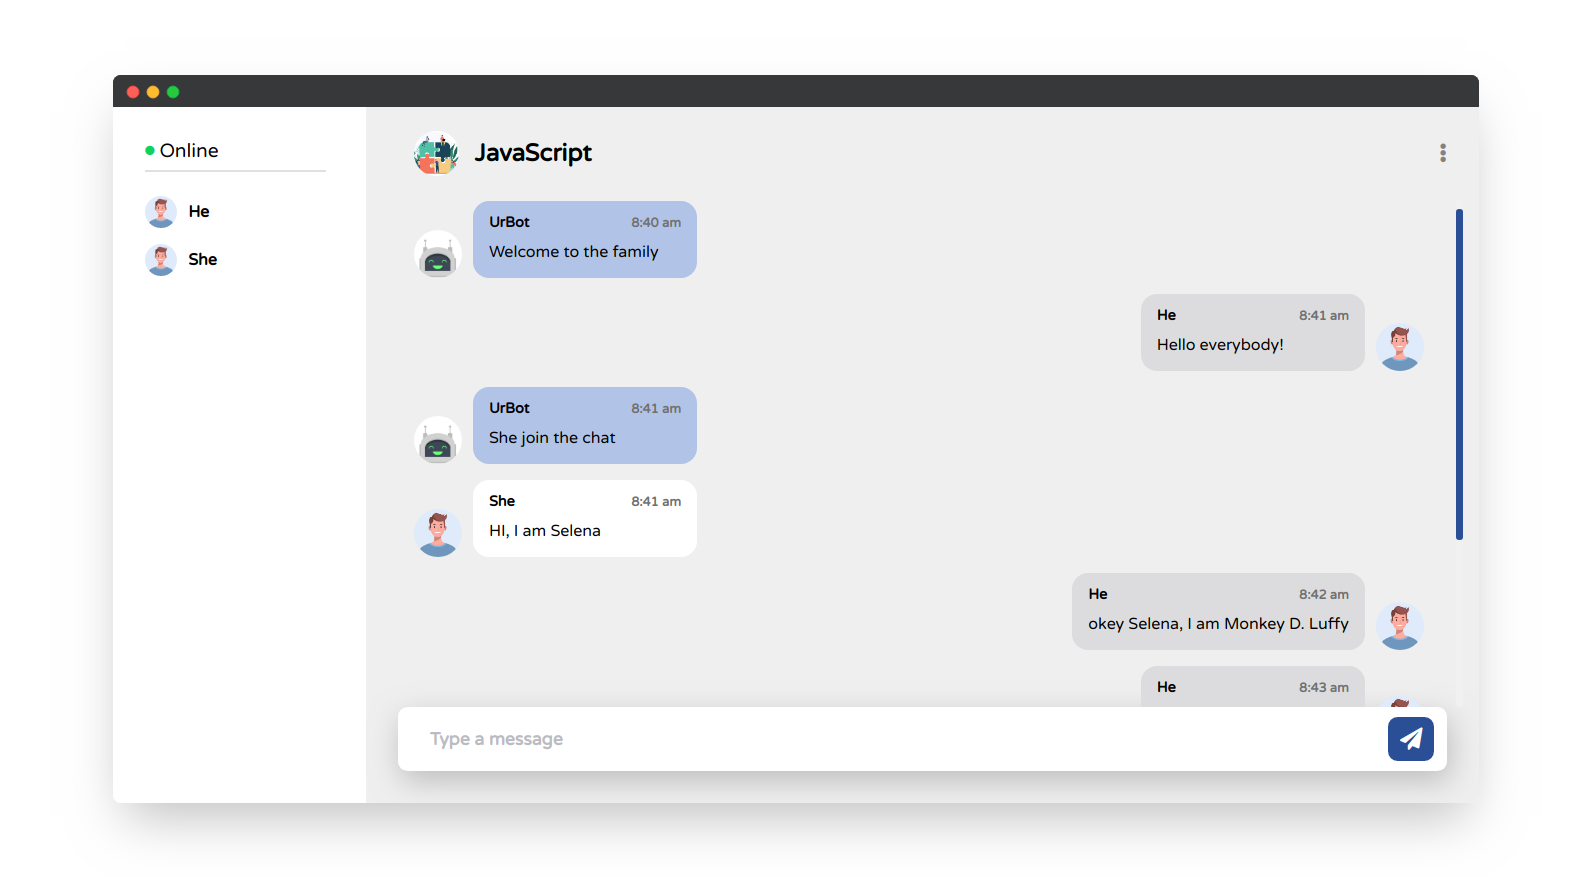 Online
He
She
JavaScript
UrBot 8:40 am
Welcome to the family
He 8:41 am
Hello everybody!
UrBot 8:41 am
She join the chat
She 8:41 am
HI, I am Selena
He 8:42 am
okey Selena, I am Monkey D. Luffy
He 8:43 am
Type a message